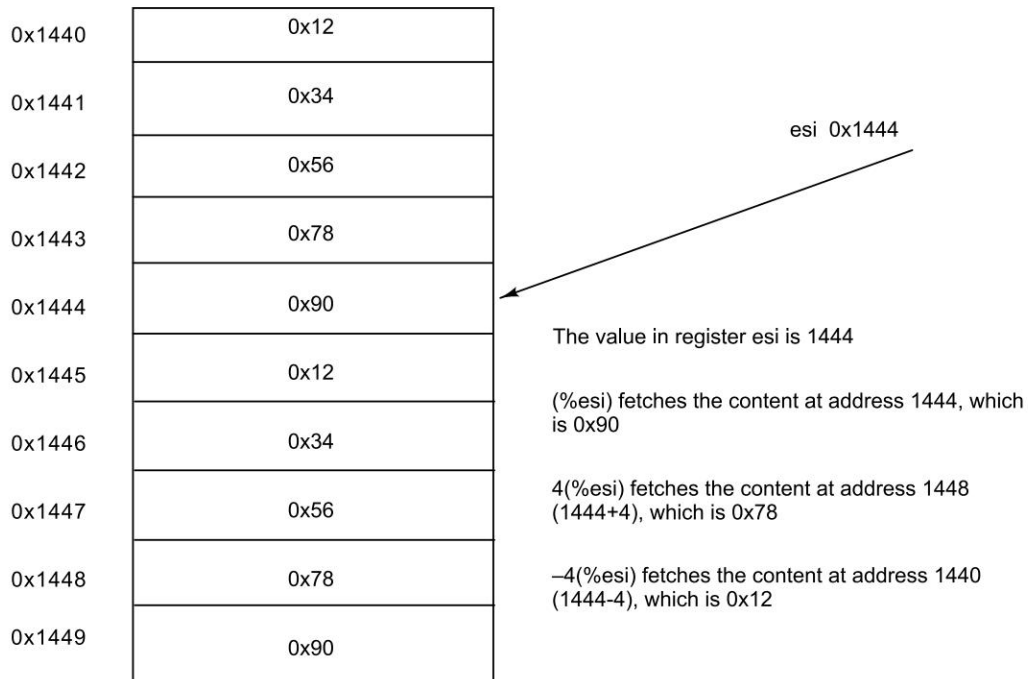 0x1440 0x12
0x1441 0x34
esi 0x1444
0x1442 0x56
0x1443 0x78
0x1444 0x90
The value in register esi is 1444
0x1445 0x12
(%esi) fetches the content at address 1444, which
is 0x90
0x1446 0x34
4(%esi) fetches the content at address 1448
(1444+4), which is 0x78
0x1447 0x56
–4(%esi) fetches the content at address 1440
(1444-4), which is 0x12
0x1448 0x78
0x1449 0x90